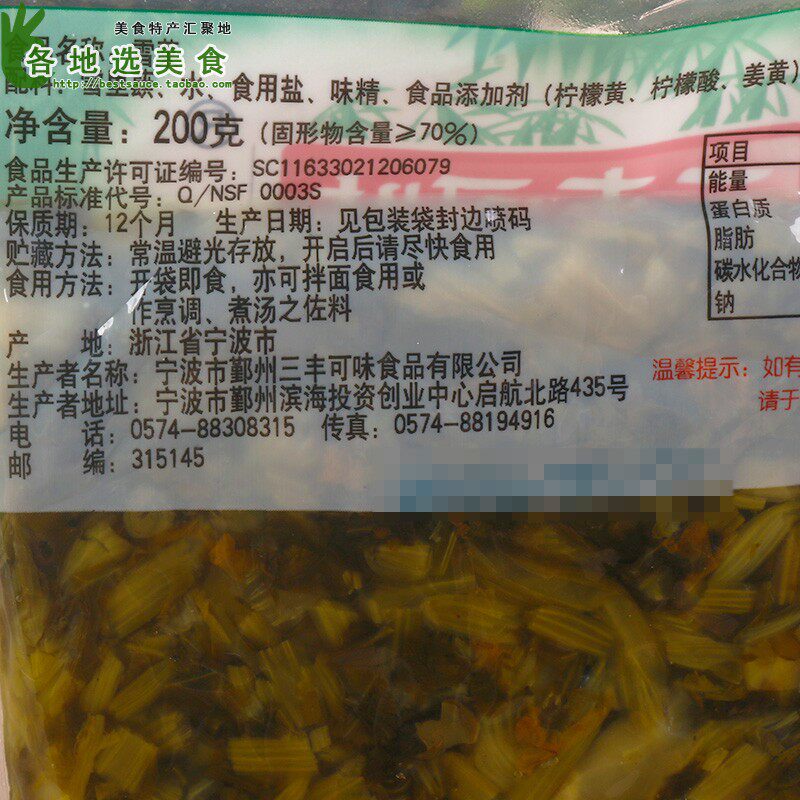 美食特产汇聚地
各地选美食
http://bestsauce.taobao.com
食品名称
水、食用盐、味精、食品添加剂（柠檬黄、柠檬酸、姜黄）
净含量：200克（固形物含量≥70%）
食品生产许可证编号：SC11633021206079
产品标准代号：Q/NSF 0003S
保质期：12个月 生产日期：见包装袋封边喷码
贮藏方法：常温避光存放，开启后请尽快食用
食用方法：开袋即食，亦可拌面食用或
作烹调、煮汤之佐料
产 地：浙江省宁波市
生产者名称：宁波市鄞州三丰可味食品有限公司
生产者地址：宁波市鄞州滨海投资创业中心启航北路435号
电 话：0574-88308315 传真：0574-88194916
邮 编：315145
项目
能量
蛋白质
脂肪
碳水化合物
钠
温馨提示：如有
请于